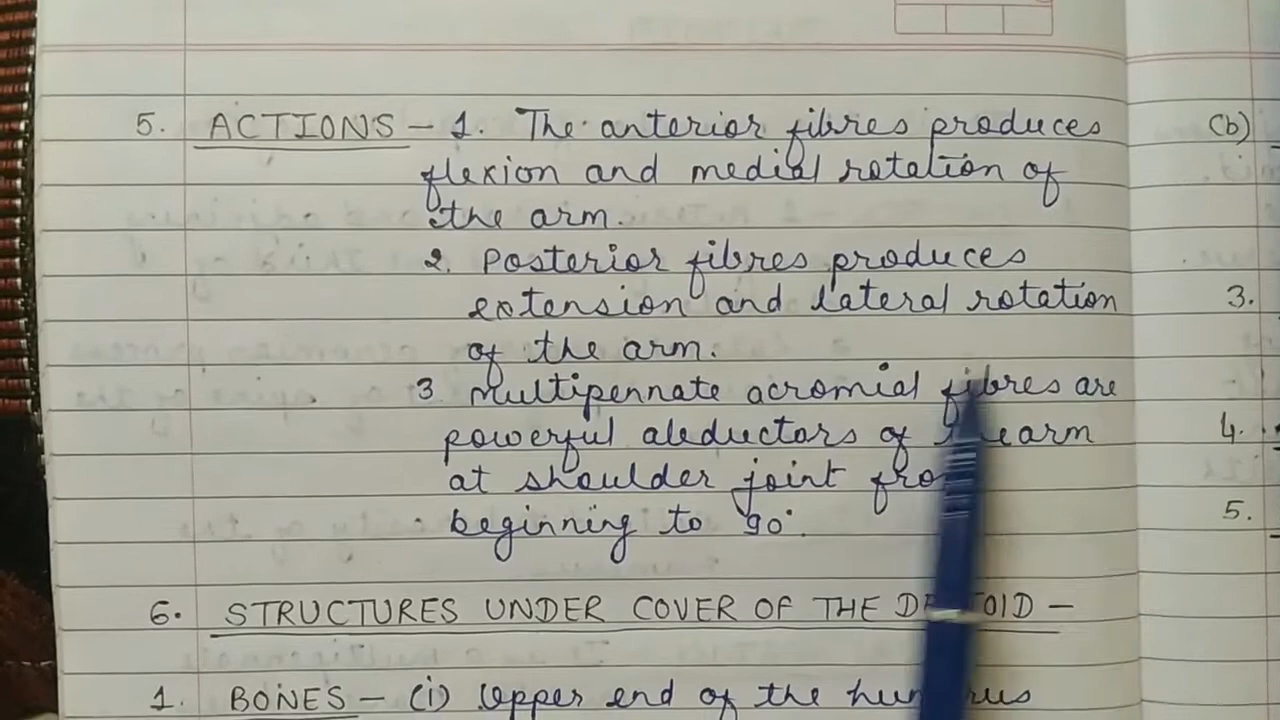 5. ACTIONS - 1. The anterior fibres produces
flexion and medial rotation of
the arm.
2. Posterior fibres produces
extension and lateral rotation
of the arm.
3 Multipennate acromial fibres are
powerful abductors of arm
at shoulder joint
beginning to 90°.
6. STRUCTURES UNDER COVER OF THE
1. BONES - (i) Upper end of the
(b)
3.
4.
5.